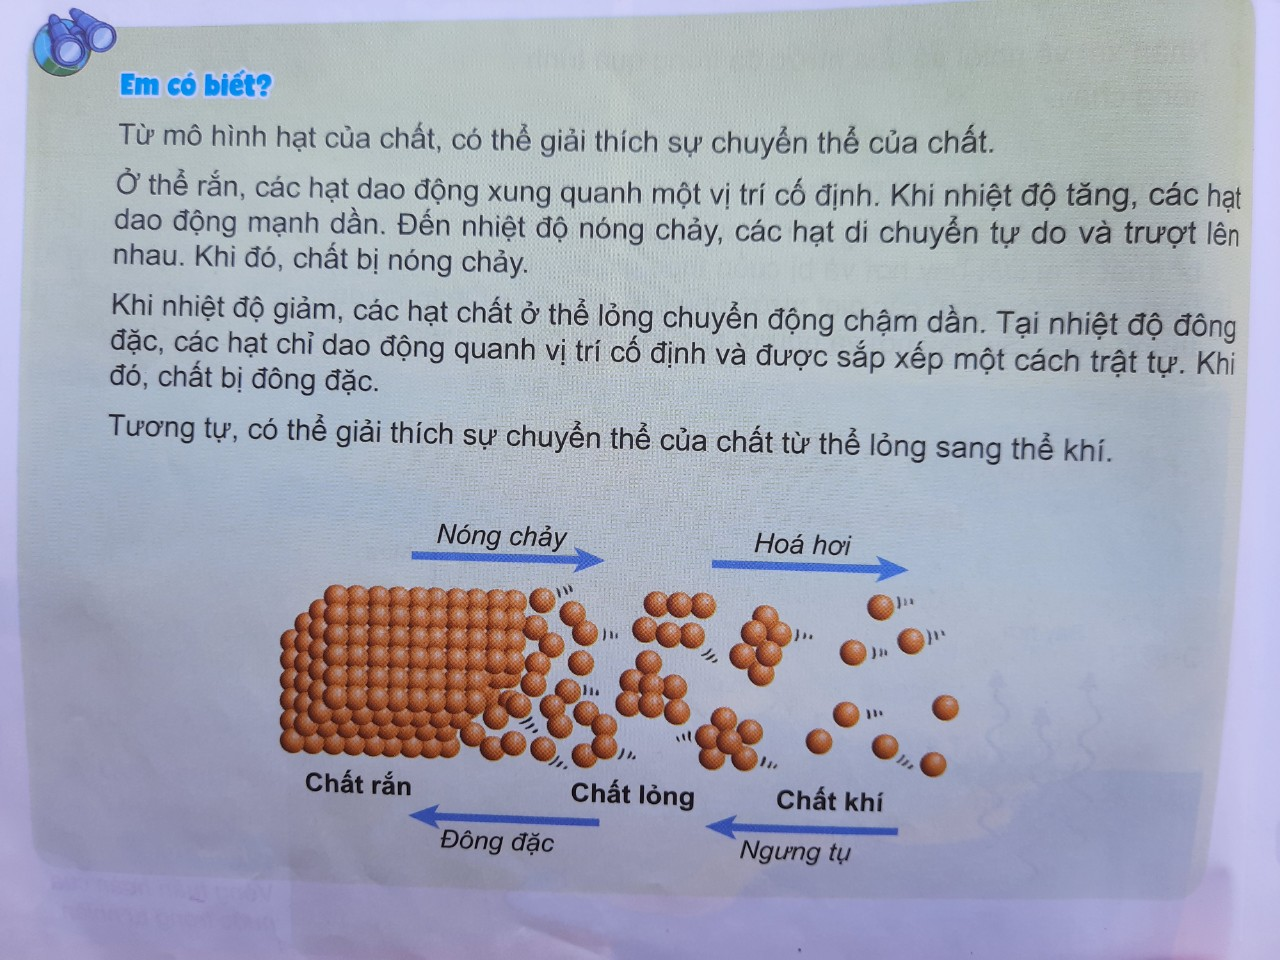 Em có biết?
Từ mô hình hạt của chất, có thể giải thích sự chuyển thể của chất.
Ở thể rắn, các hạt dao động xung quanh một vị trí cố định. Khi nhiệt độ tăng, các hạt
dao động mạnh dần. Đến nhiệt độ nóng chảy, các hạt di chuyển tự do và trượt lên
nhau. Khi đó, chất bị nóng chảy.
Khi nhiệt độ giảm, các hạt chất ở thể lỏng chuyển động chậm dần. Tại nhiệt độ đông
đặc, các hạt chỉ dao động quanh vị trí cố định và được sắp xếp một cách trật tự. Khi
đó, chất bị đông đặc.
Tương tự, có thể giải thích sự chuyển thể của chất từ thể lỏng sang thể khí.
Nóng chảy
Hoá hơi
Chất rắn
Chất lỏng
Chất khí
Đông đặc
Ngưng tụ